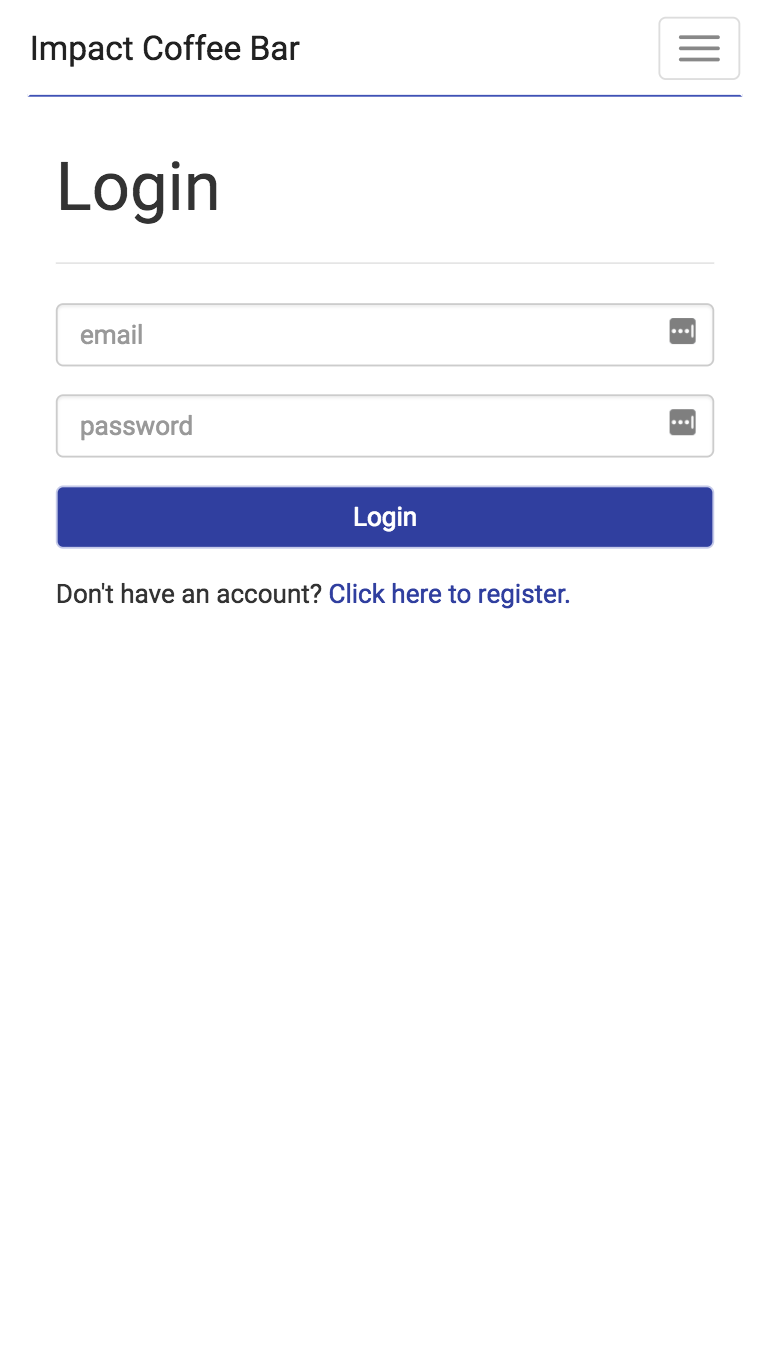 Impact Coffee Bar
Login
email
password
Login
Don't have an account? Click here to register.